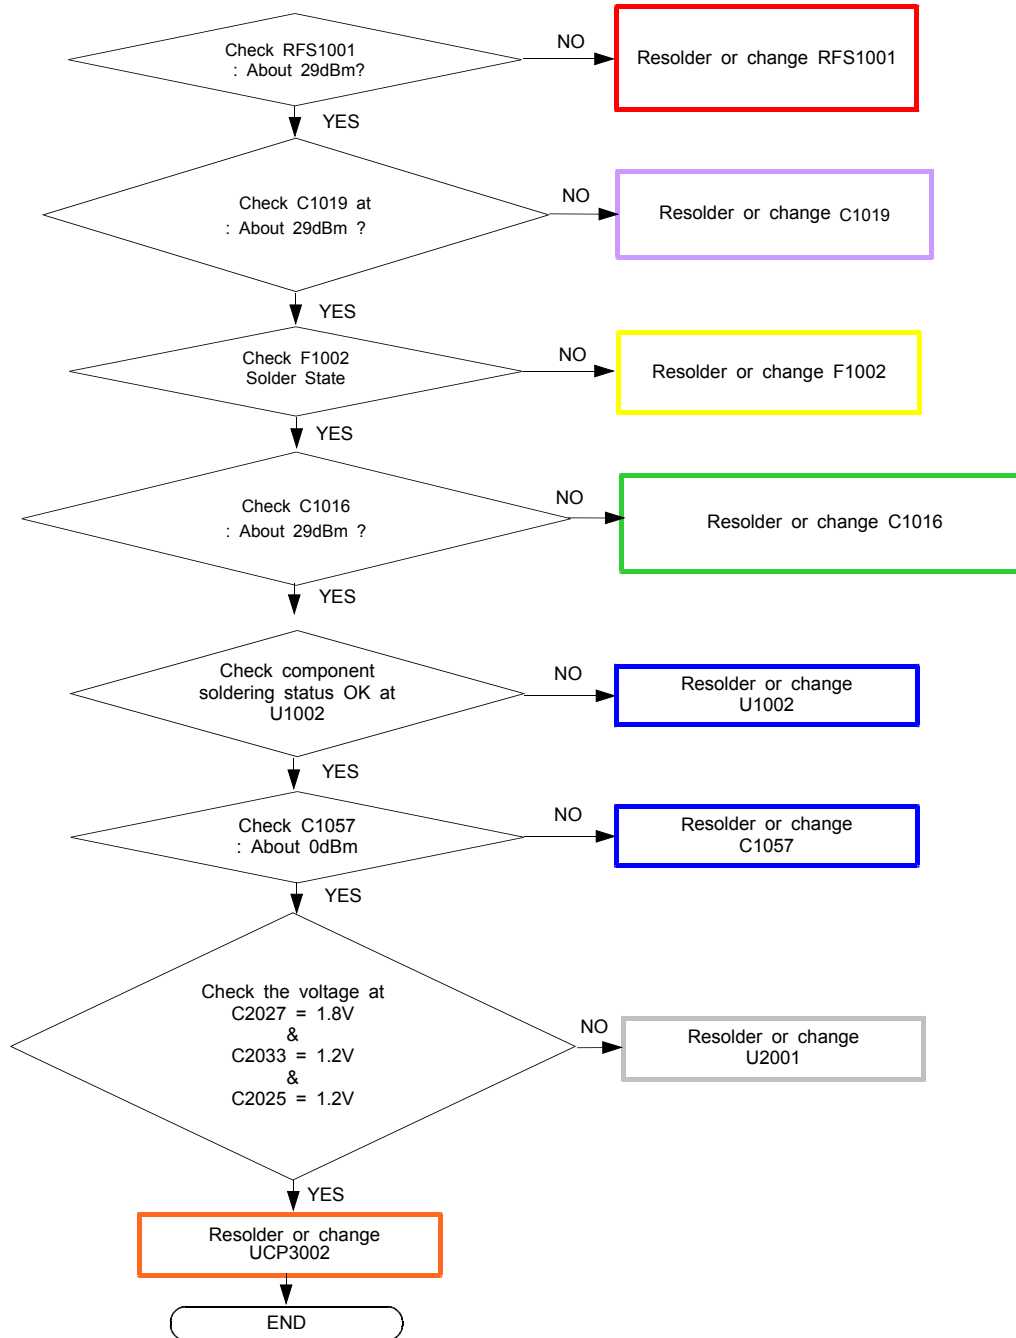 Check RFS1001
: About 29dBm?
NO
Resolder or change RFS1001
YES
Check C1019 at
: About 29dBm ?
NO
Resolder or change C1019
YES
Check F1002
Solder State
NO
Resolder or change F1002
YES
Check C1016
: About 29dBm ?
NO
Resolder or change C1016
YES
Check component
soldering status OK at
U1002
NO
Resolder or change
U1002
YES
Check C1057
: About 0dBm
NO
Resolder or change
C1057
YES
Check the voltage at
C2027 = 1.8V
&
C2033 = 1.2V
&
C2025 = 1.2V
NO
Resolder or change
U2001
YES
Resolder or change
UCP3002
END